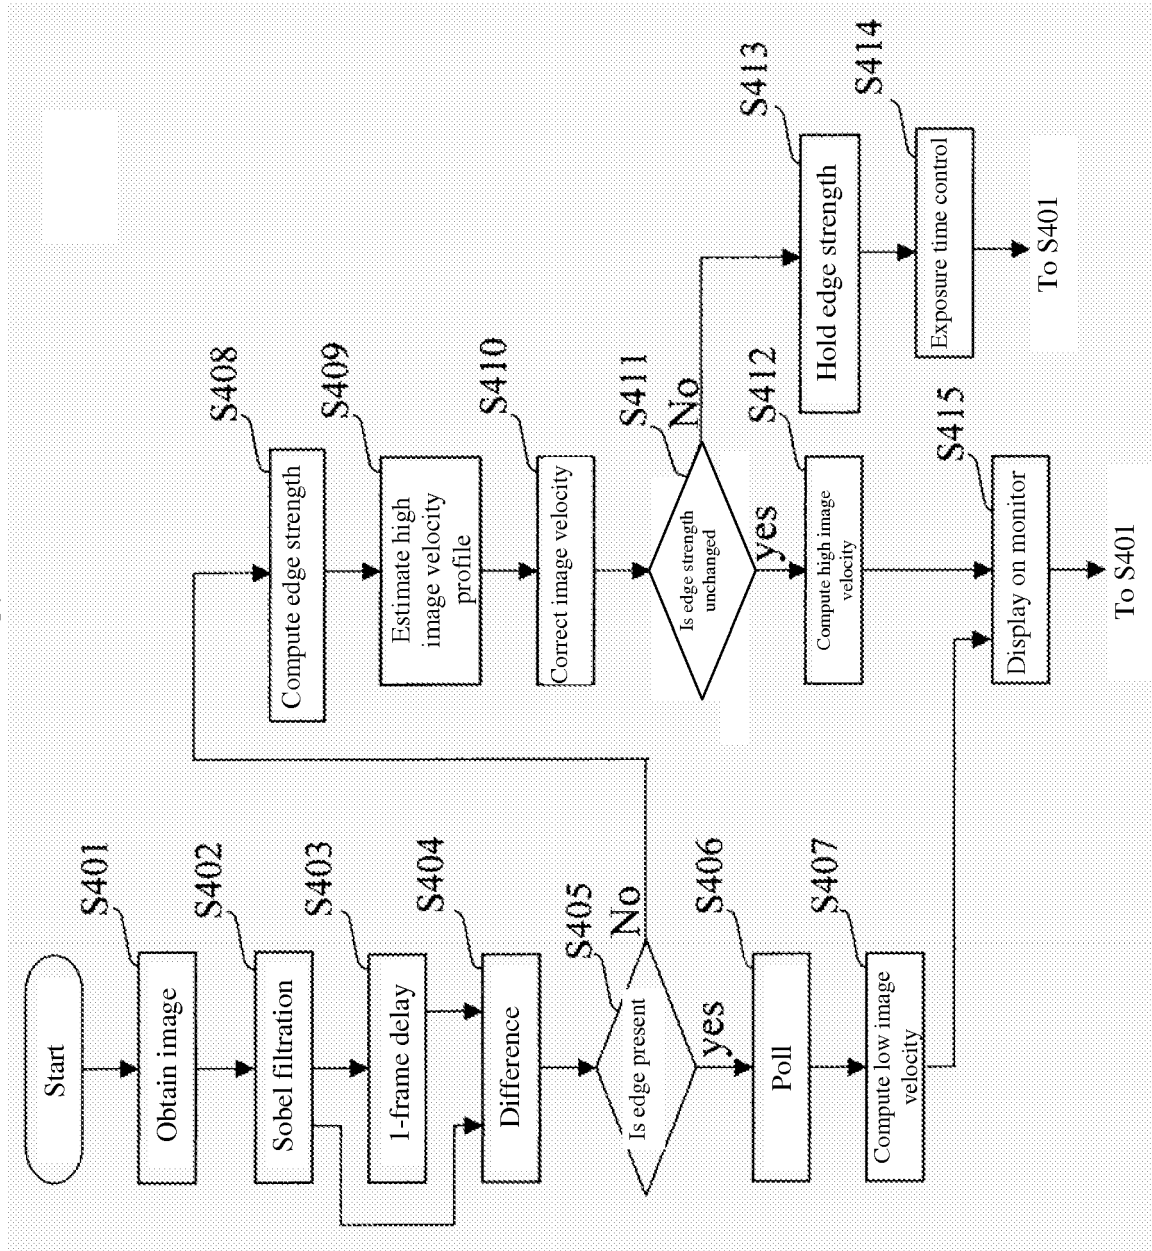 Start
S401
Obtain image
S402
Sobel filtration
S403
1-frame delay
S404
Difference
S405
Is edge present
No
yes
S406
Poll
S407
Compute low image
velocity
S408
Compute edge strength
S409
Estimate high
image velocity
profile
S410
Correct image velocity
S411
Is edge strength
unchanged
No
yes
S412
Compute high image
velocity
S413
Hold edge strength
S414
Exposure time control
To S401
S415
Display on monitor
To S401